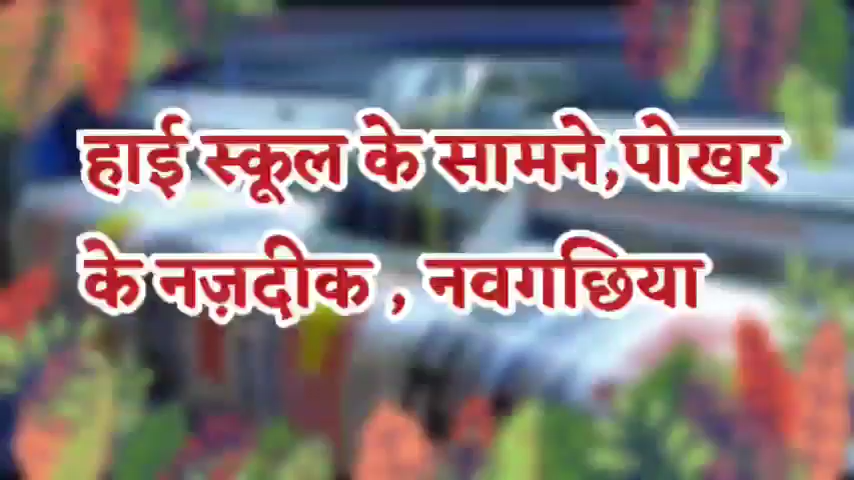 हाई स्कूल के सामने,पोखर
के नज़दीक , नवगछिया